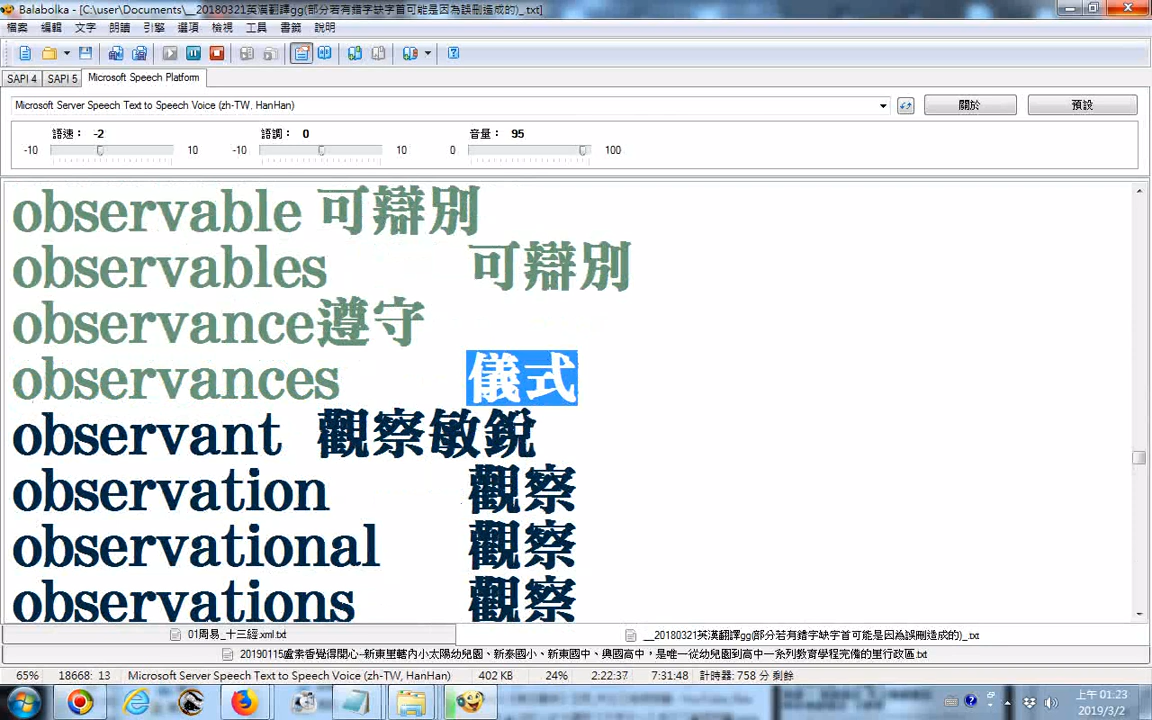 Balabolka - [C:\user\Documents\__20180321英漢翻譯gg(部分若有錯字缺字首可能是因為誤刪造成的)_.txt]
檔案 編輯 文字 朗讀 引擎 選項 檢視 工具 書籤 說明
SAPI 4 SAPI 5 Microsoft Speech Platform
Microsoft Server Speech Text to Speech Voice (zh-TW, HanHan) 關於 預設
語速： -2 語調： 0 音量： 95
-10 10 -10 10 0 100
observable 可辯別
observables 可辯別
observance遵守
observances 儀式
observant 觀察敏銳
observation 觀察
observational 觀察
observations 觀察
01周易_十三經.xml.txt __20180321英漢翻譯gg(部分若有錯字缺字首可能是因為誤刪造成的)_.txt
20190115盧素香覺得開心-新東里轄內小太陽幼兒園、新泰國小、新東國中、興國高中，是唯一從幼兒園到高中一系列教育學程完備的里行政區.txt
65% 18668: 13 Microsoft Server Speech Text to Speech Voice (zh-TW, HanHan) 402 KB 24% 2:22:37 7:31:48 計時器: 758 分 剩餘
上午 01:23
2019/3/2